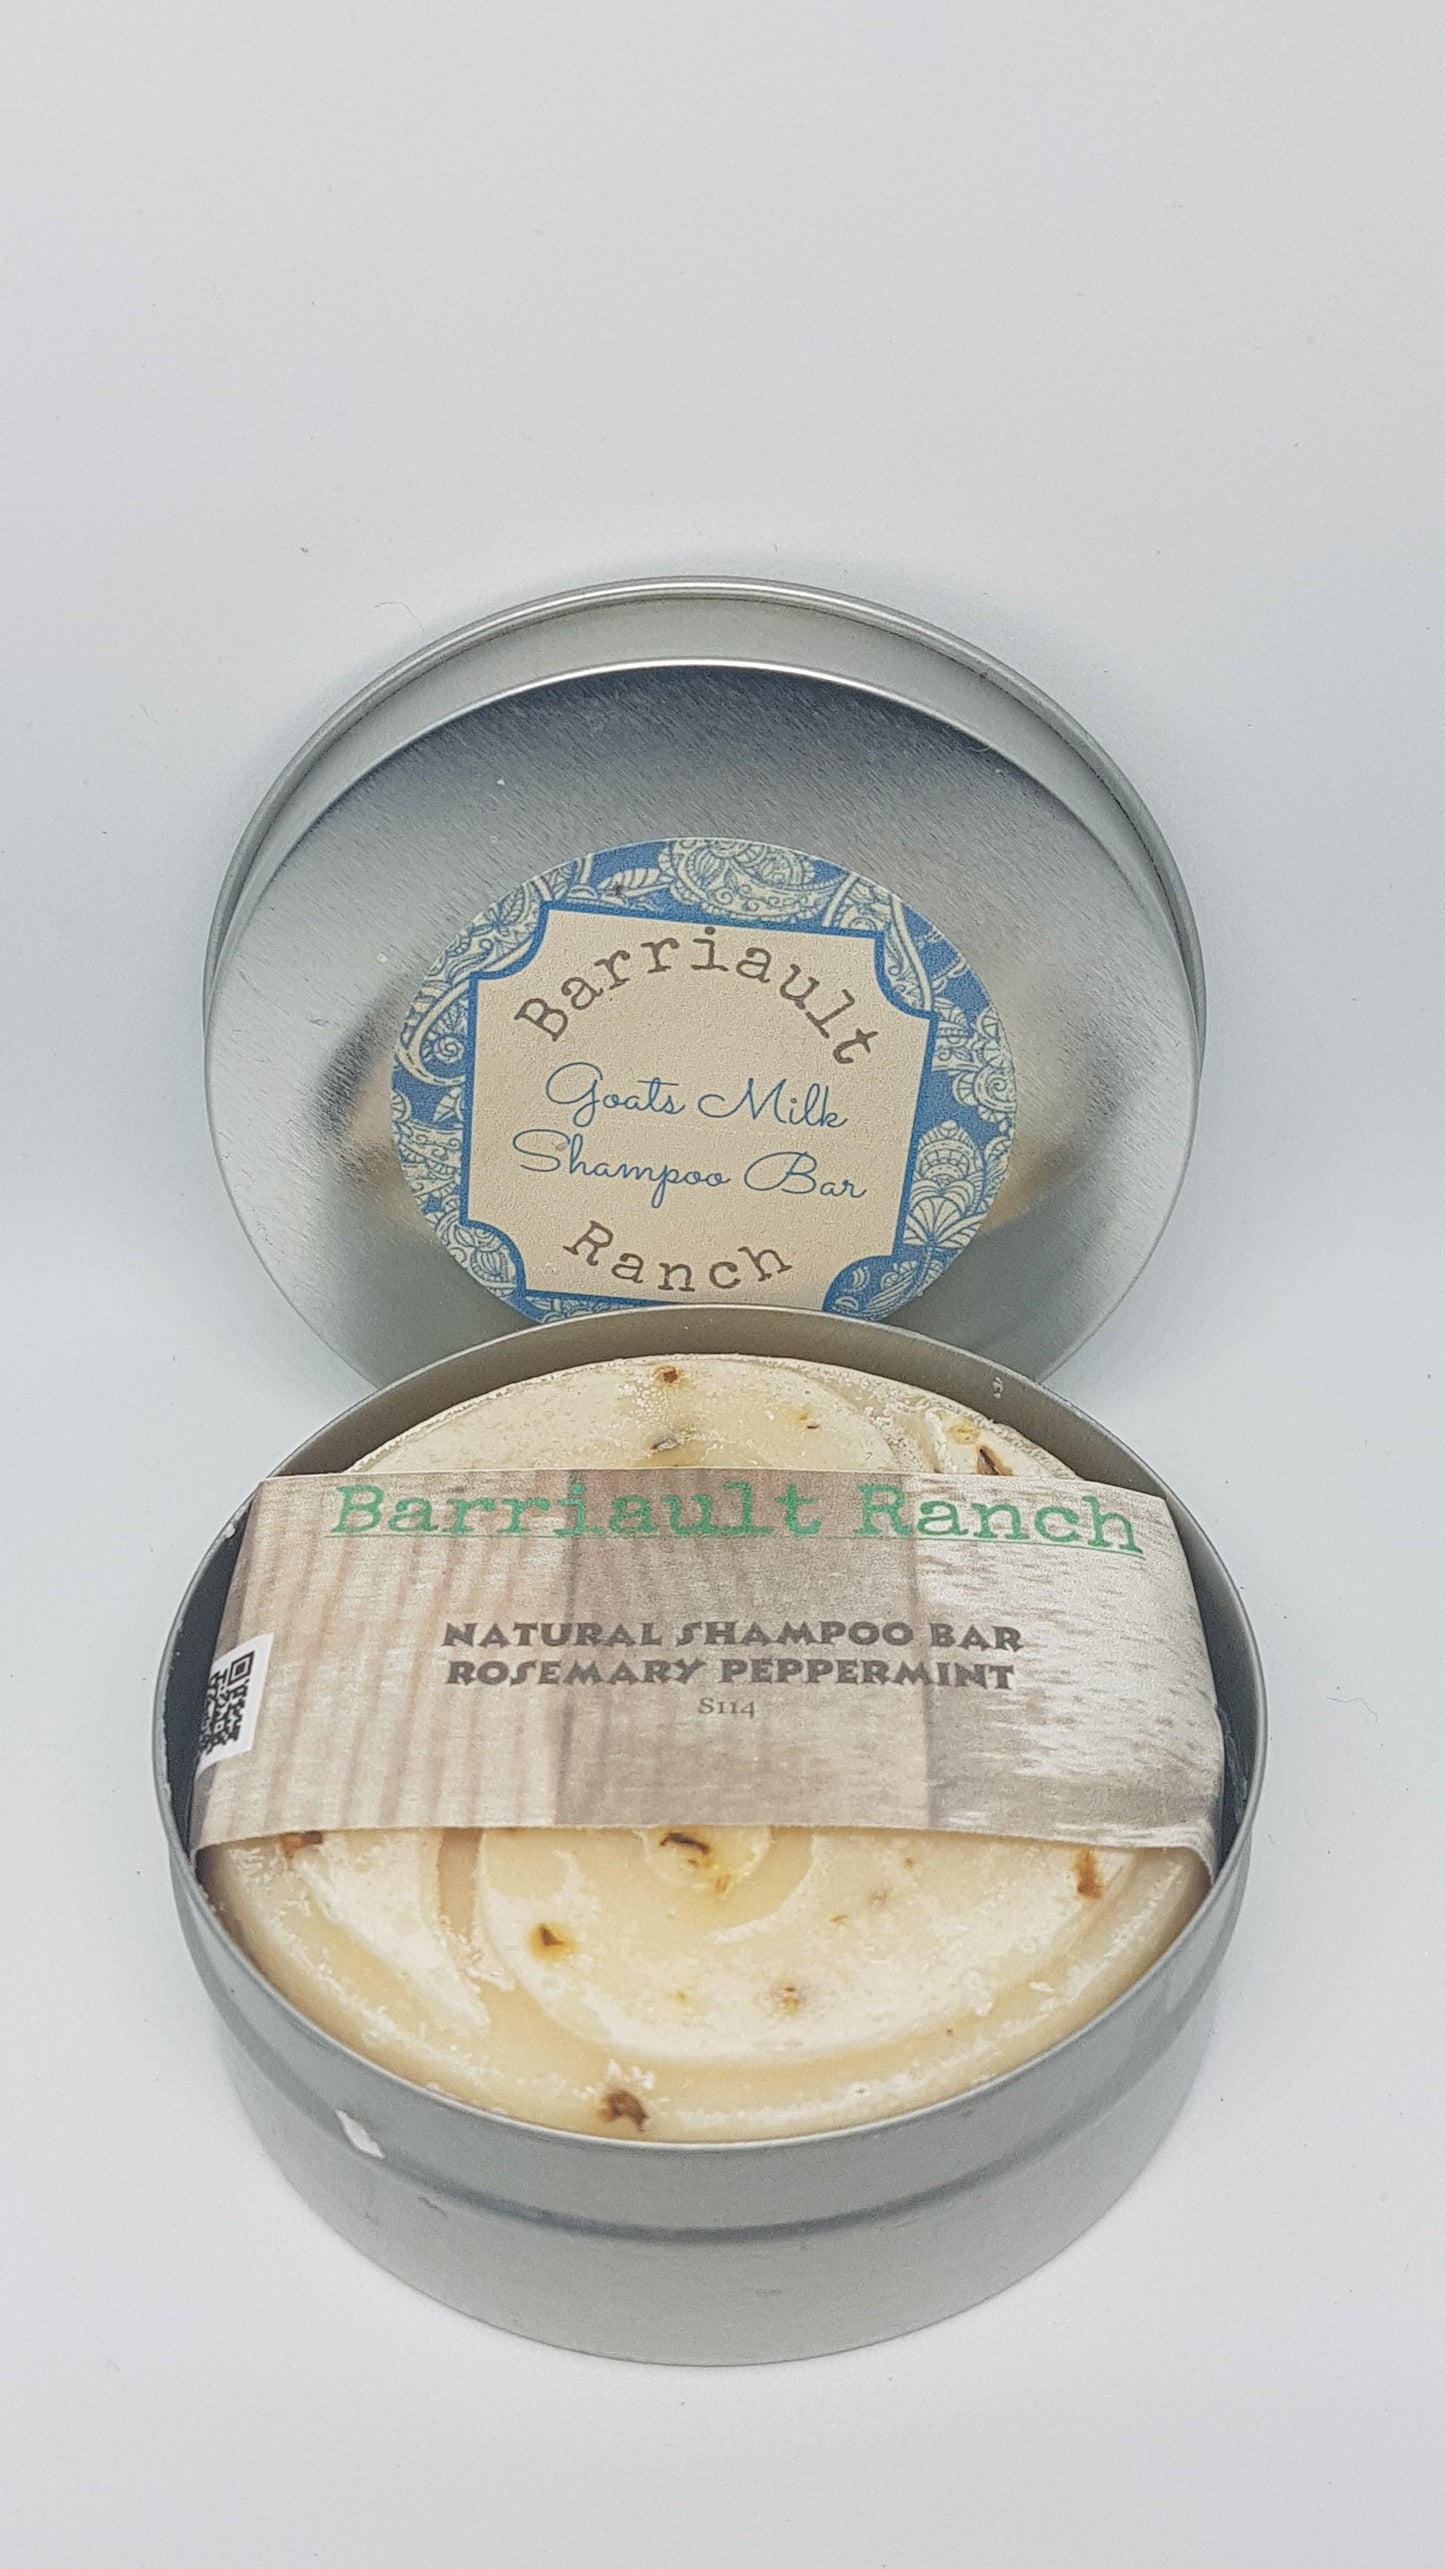 Barriault
Goats Milk
Shampoo Bar
Ranch
Barriault Ranch
NATURAL SHAMPOO BAR
ROSEMARY PEPPERMINT
S114